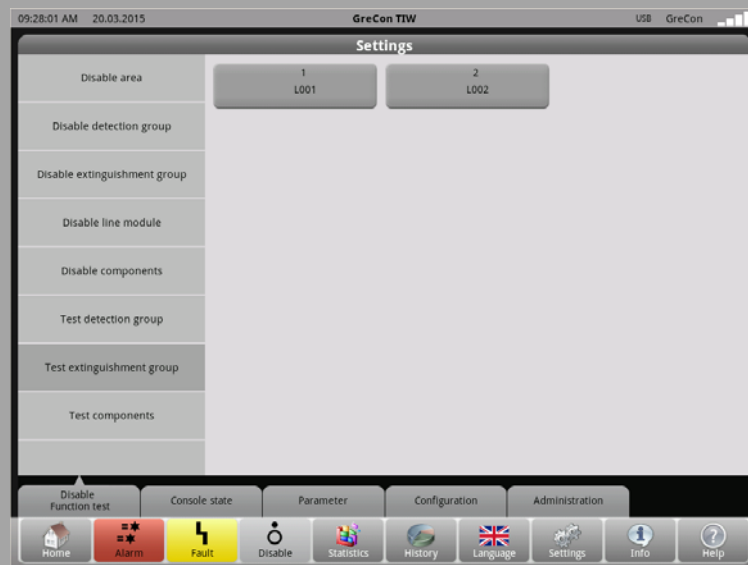 09:28:01 AM 20.03.2015 GreCon TIW USB GreCon
Settings
Disable area
Disable detection group
Disable extinguishment group
Disable line module
Disable components
Test detection group
Test extinguishment group
Test components
1
L001
2
L002
Disable
Function test
Console state
Parameter
Configuration
Administration
Home
Alarm
Fault
Disable
Statistics
History
Language
Settings
Info
Help